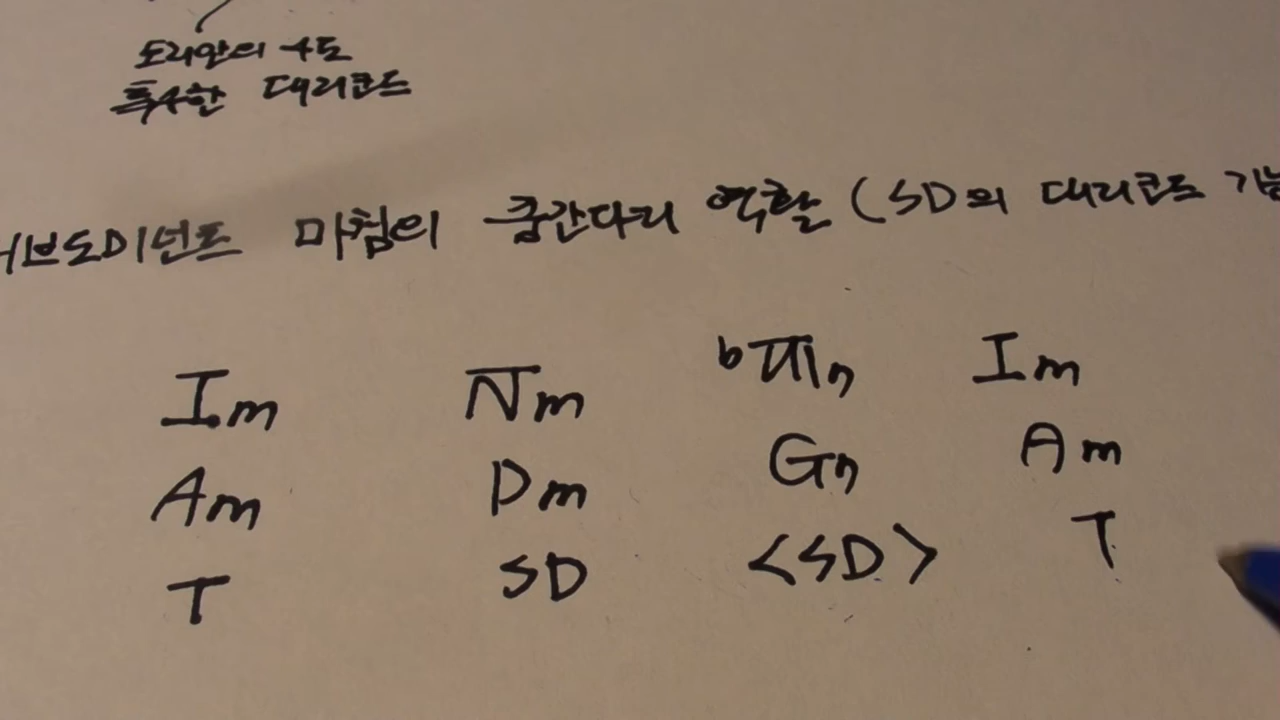 도리안의 4도
특수한 대리코드
서브도미넌트 마침의 중간다리 역할 (SD의 대리코드 기능
Im IVm bVII7 Im
Am Dm G7 Am
T SD <SD> T